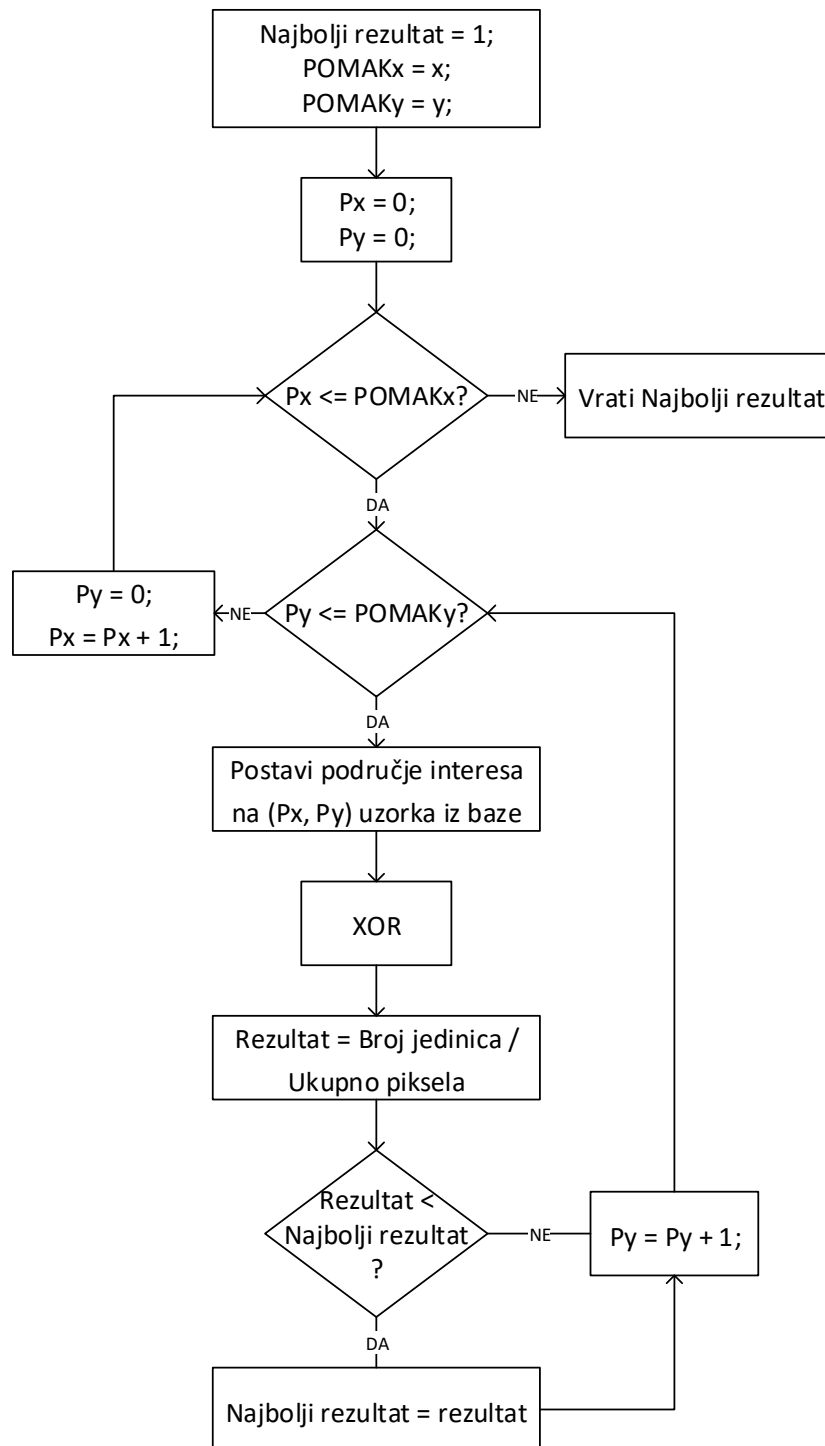 Najbolji rezultat = 1;
POMAKx = x;
POMAKy = y;
Px = 0;
Py = 0;
Px <= POMAKx?
NE
Vrati Najbolji rezultat
DA
Py = 0;
Px = Px + 1;
NE
Py <= POMAKy?
DA
Postavi područje interesa
na (Px, Py) uzorka iz baze
XOR
Rezultat = Broj jedinica /
Ukupno piksela
Rezultat <
Najbolji rezultat
?
NE
Py = Py + 1;
DA
Najbolji rezultat = rezultat